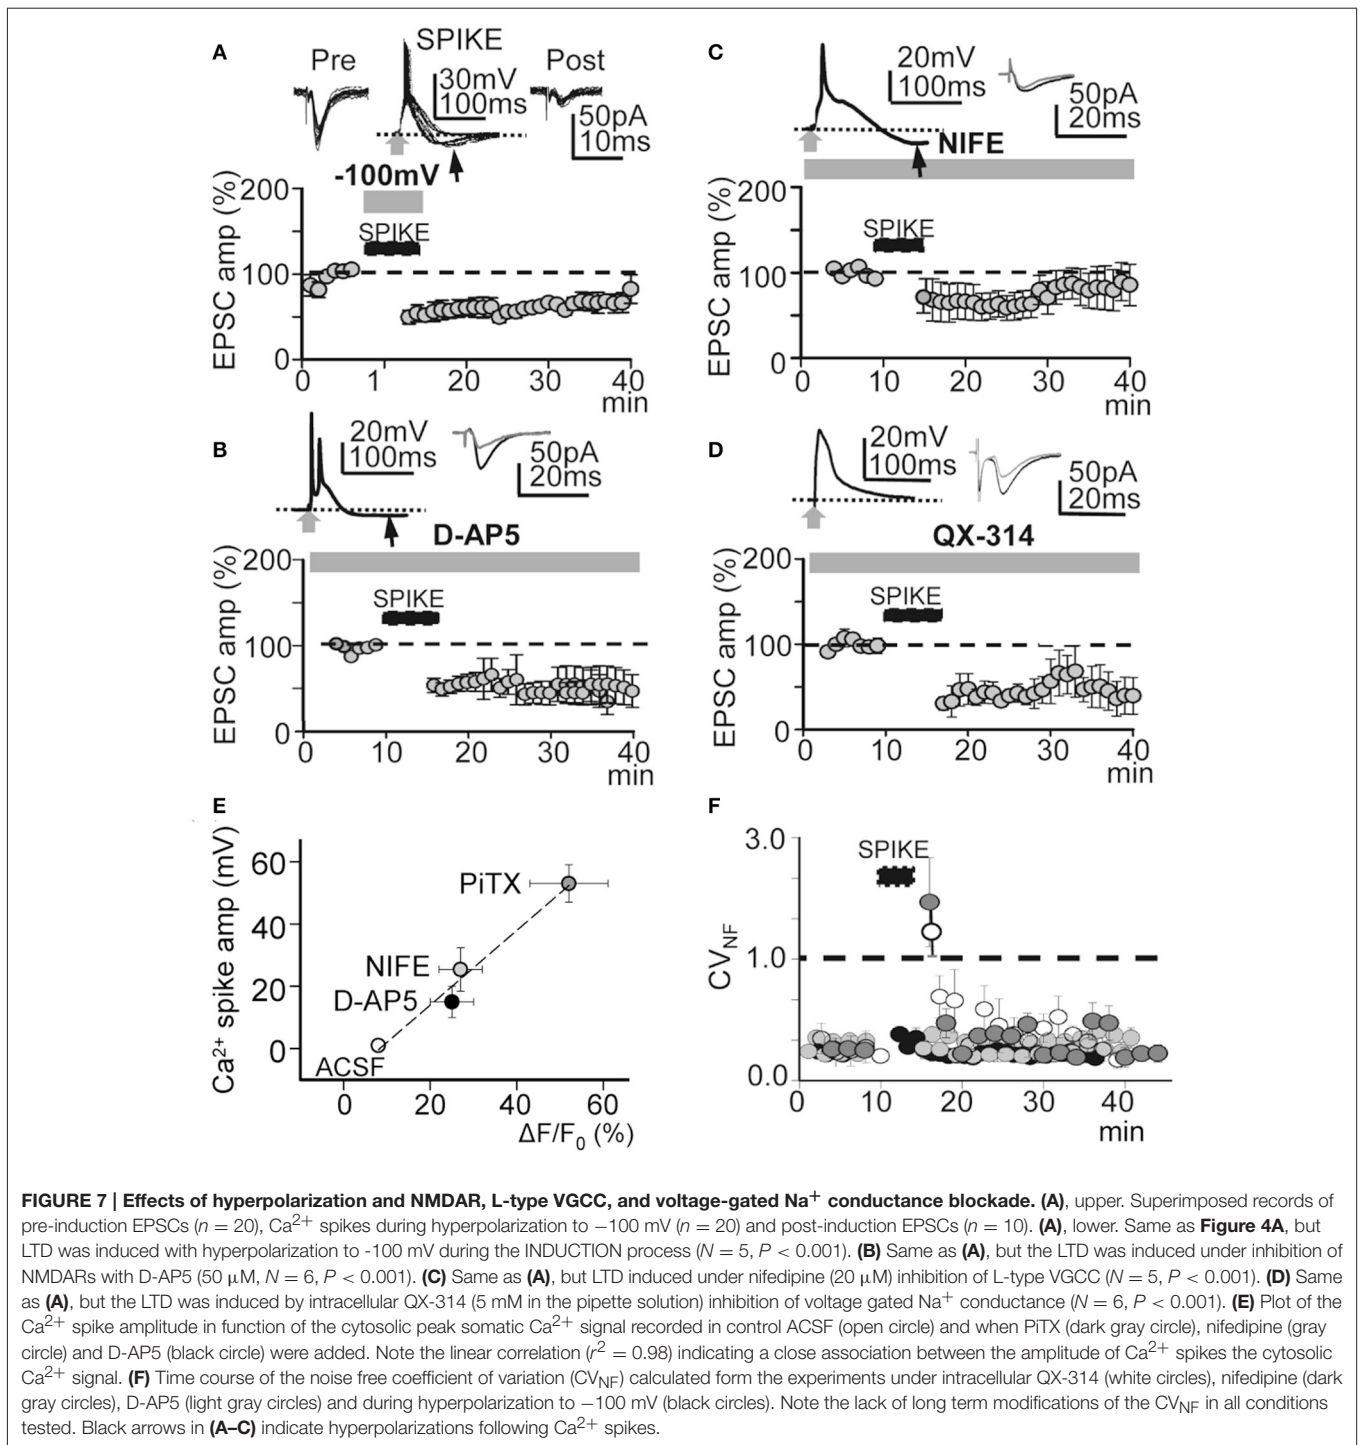 A
Pre
SPIKE
Post
30mV
100ms
50pA
10ms
-100mV
SPIKE
EPSC amp (%)
200
100
0
0 1 20 30 40
min
C
20mV
100ms
50pA
20ms
NIFE
SPIKE
EPSC amp (%)
200
100
0
0 10 20 30 40
min
B
20mV
100ms
50pA
20ms
D-AP5
SPIKE
EPSC amp (%)
200
100
0
0 10 20 30 40
min
D
20mV
100ms
50pA
20ms
QX-314
SPIKE
EPSC amp (%)
200
100
0
0 10 20 30 40
min
E
Ca2+ spike amp (mV)
60
40
20
0
PiTX
NIFE
D-AP5
ACSF
0 20 40 60
ΔF/F0 (%)
F
3.0
SPIKE
CVNF
1.0
0.0
0 10 20 30 40
min
FIGURE 7 | Effects of hyperpolarization and NMDAR, L-type VGCC, and voltage-gated Na+ conductance blockade. (A), upper. Superimposed records of
pre-induction EPSCs (n = 20), Ca2+ spikes during hyperpolarization to −100 mV (n = 20) and post-induction EPSCs (n = 10). (A), lower. Same as Figure 4A, but
LTD was induced with hyperpolarization to -100 mV during the INDUCTION process (N = 5, P < 0.001). (B) Same as (A), but the LTD was induced under inhibition of
NMDARs with D-AP5 (50 μM, N = 6, P < 0.001). (C) Same as (A), but LTD induced under nifedipine (20 μM) inhibition of L-type VGCC (N = 5, P < 0.001). (D) Same
as (A), but the LTD was induced by intracellular QX-314 (5 mM in the pipette solution) inhibition of voltage gated Na+ conductance (N = 6, P < 0.001). (E) Plot of the
Ca2+ spike amplitude in function of the cytosolic peak somatic Ca2+ signal recorded in control ACSF (open circle) and when PiTX (dark gray circle), nifedipine (gray
circle) and D-AP5 (black circle) were added. Note the linear correlation (r2 = 0.98) indicating a close association between the amplitude of Ca2+ spikes the cytosolic
Ca2+ signal. (F) Time course of the noise free coefficient of variation (CVNF) calculated form the experiments under intracellular QX-314 (white circles), nifedipine (dark
gray circles), D-AP5 (light gray circles) and during hyperpolarization to −100 mV (black circles). Note the lack of long term modifications of the CVNF in all conditions
tested. Black arrows in (A–C) indicate hyperpolarizations following Ca2+ spikes.